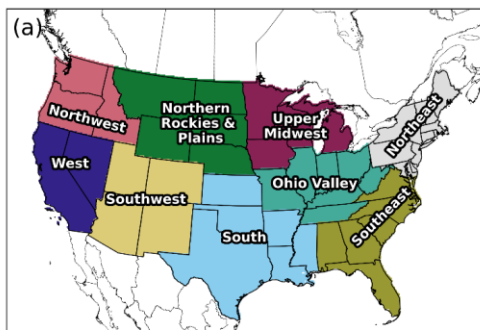 (a)
Northwest
Northern
Rockies &
Plains
Upper
Midwest
Northeast
West
Southwest
Ohio Valley
South
Southeast